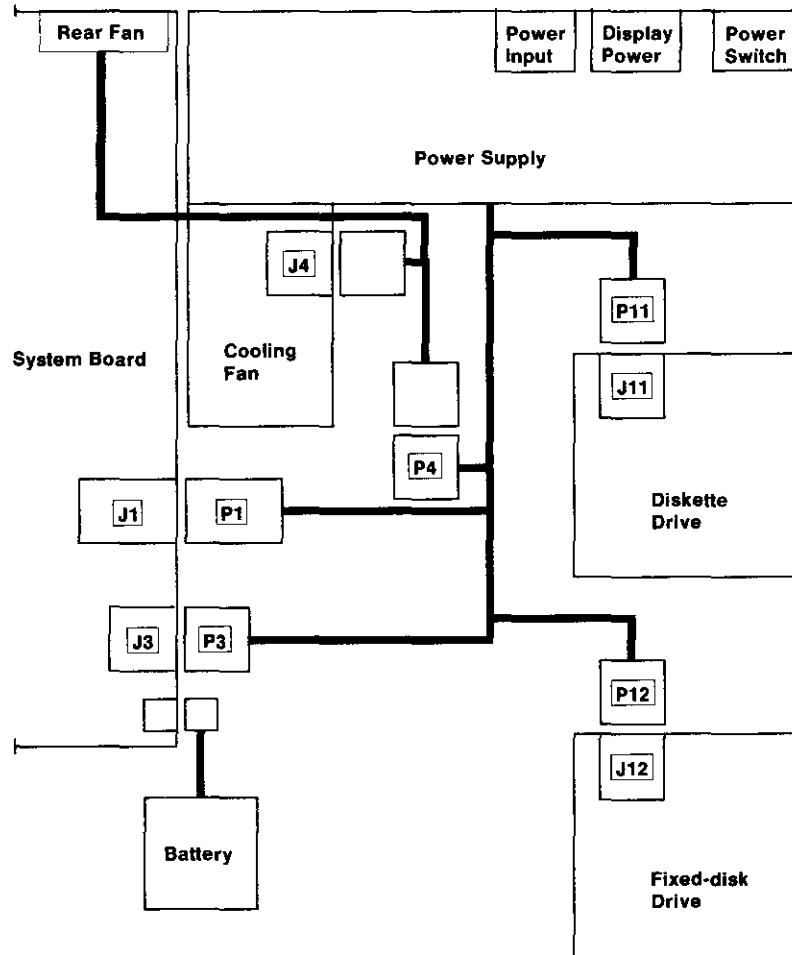 Rear Fan
Power
Input
Display
Power
Power
Switch
Power Supply
J4
P11
System Board
Cooling
Fan
J11
P4
J1
P1
Diskette
Drive
J3
P3
P12
J12
Battery
Fixed-disk
Drive